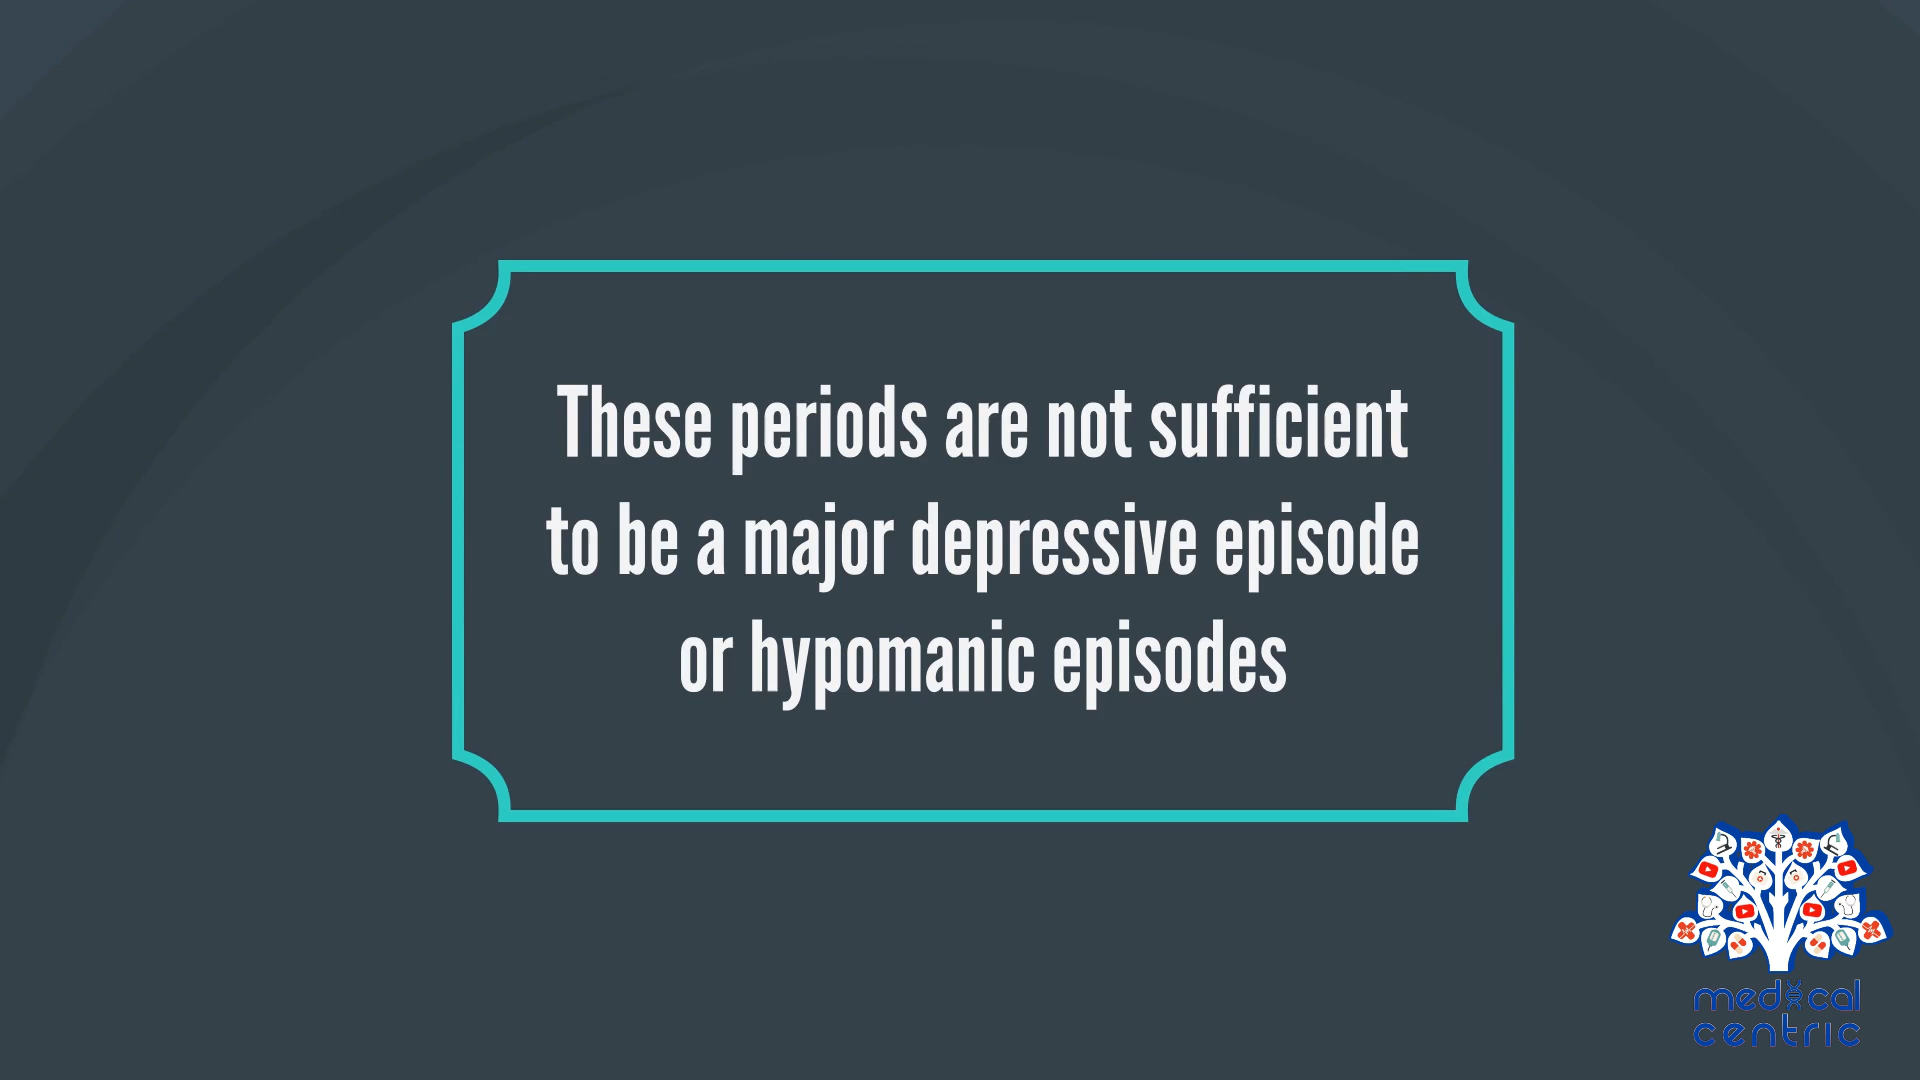 These periods are not sufficient
to be a major depressive episode
or hypomanic episodes
medical
centric